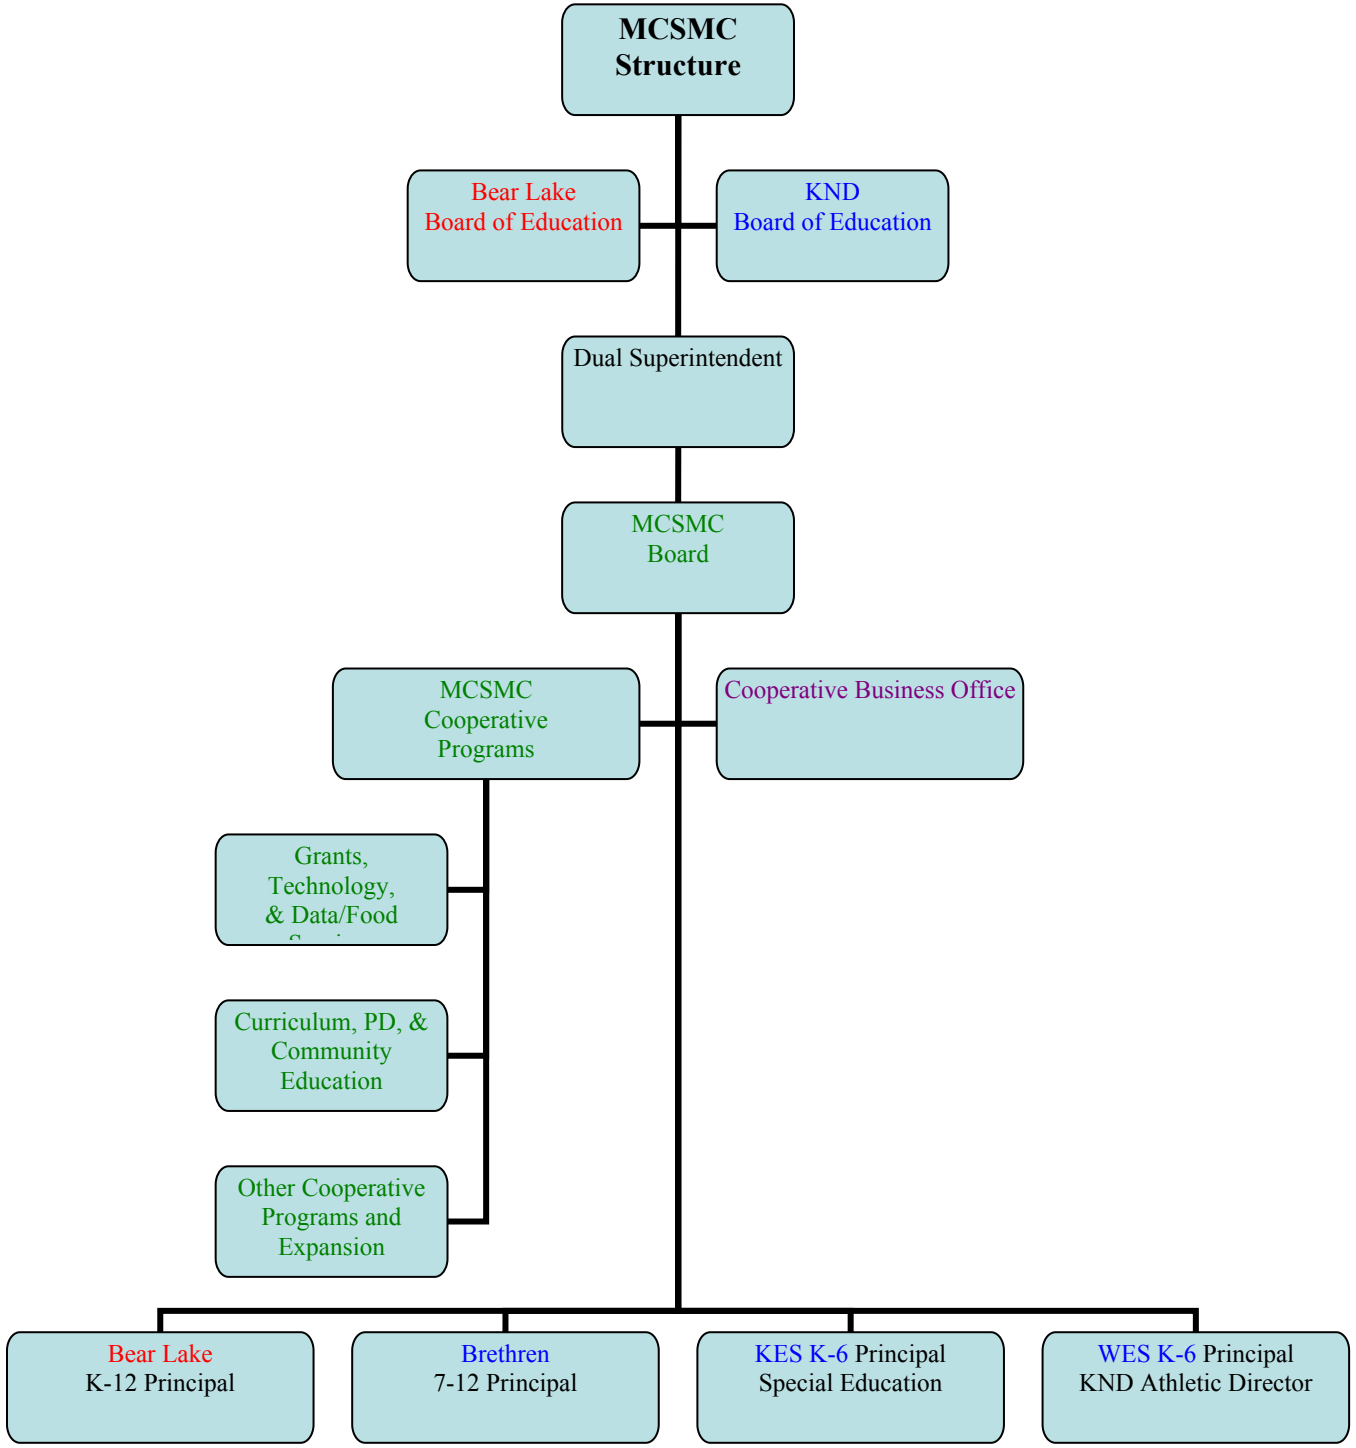 MCSMC
Structure
Bear Lake
Board of Education
KND
Board of Education
Dual Superintendent
MCSMC
Board
MCSMC
Cooperative
Programs
Cooperative Business Office
Grants,
Technology,
& Data/Food
Curriculum, PD, &
Community
Education
Other Cooperative
Programs and
Expansion
Bear Lake
K-12 Principal
Brethren
7-12 Principal
KES K-6 Principal
Special Education
WES K-6 Principal
KND Athletic Director